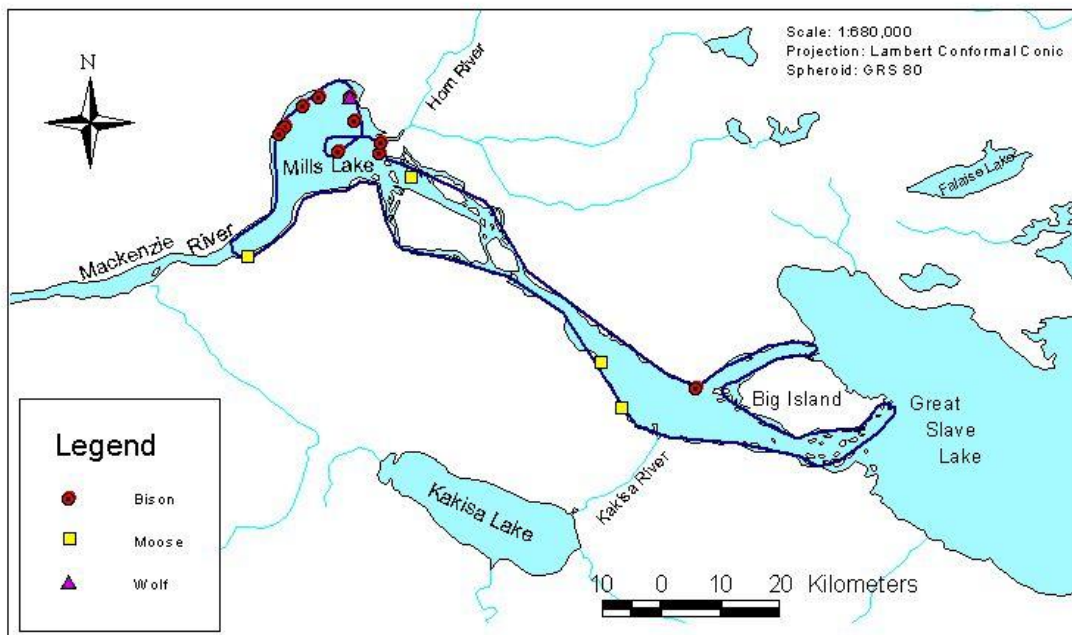 Scale: 1:680,000
Projection: Lambert Conformal Conic
Spheroid: GRS 80
N
Horn River
Mills Lake
Falaise Lake
Mackenzie River
Big Island
Great
Slave
Lake
Kakisa River
Kakisa Lake
Legend
Bison
Moose
Wolf
10 0 10 20 Kilometers